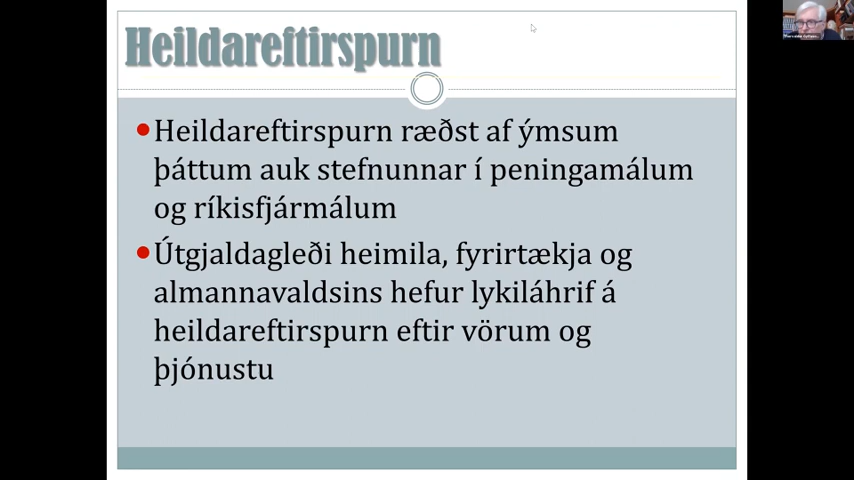 Heildareftirspurn
•Heildareftirspurn ræðst af ýmsum
þáttum auk stefnunnar í peningamálum
og ríkisfjármálum
•Útgjaldagleði heimila, fyrirtækja og
almannavaldsins hefur lykiláhrif á
heildareftirspurn eftir vörum og
þjónustu